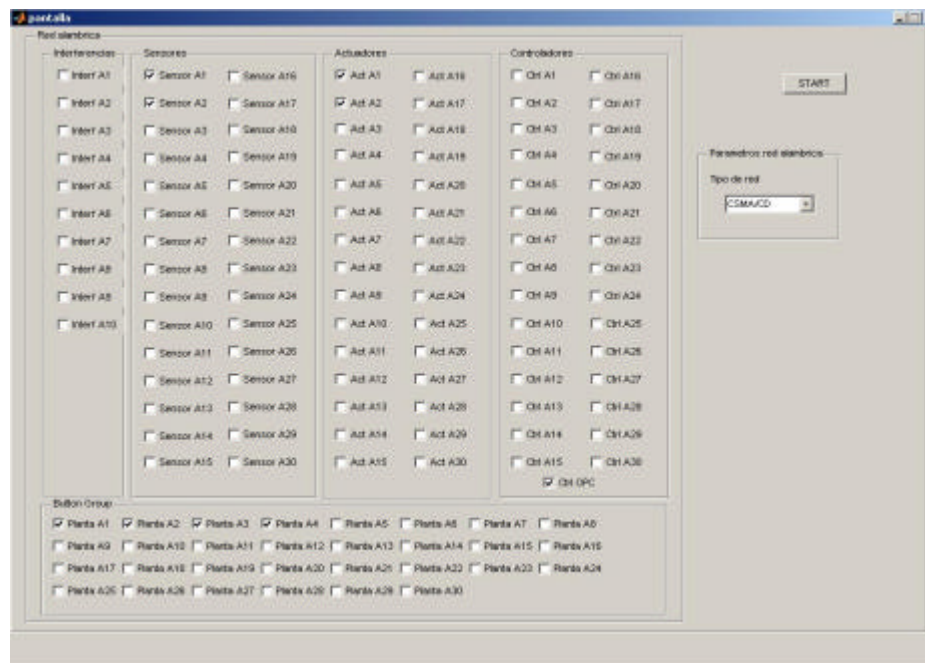 pantalla
Red alambrica
Interferencias Sensores Actuadores Controladores
Interf A1 Sensor A1 Sensor A16 Act A1 Act A16 Ctrl A1 Ctrl A16
START
Interf A2 Sensor A2 Sensor A17 Act A2 Act A17 Ctrl A2 Ctrl A17
Interf A3 Sensor A3 Sensor A18 Act A3 Act A18 Ctrl A3 Ctrl A18
Interf A4 Sensor A4 Sensor A19 Act A4 Act A19 Ctrl A4 Ctrl A19
Parametros red alambrica
Interf A5 Sensor A5 Sensor A20 Act A5 Act A20 Ctrl A5 Ctrl A20
Tipo de red
CSMA/CD
Interf A6 Sensor A6 Sensor A21 Act A6 Act A21 Ctrl A6 Ctrl A21
Interf A7 Sensor A7 Sensor A22 Act A7 Act A22 Ctrl A7 Ctrl A22
Interf A8 Sensor A8 Sensor A23 Act A8 Act A23 Ctrl A8 Ctrl A23
Interf A9 Sensor A9 Sensor A24 Act A9 Act A24 Ctrl A9 Ctrl A24
Interf A10 Sensor A10 Sensor A25 Act A10 Act A25 Ctrl A10 Ctrl A25
Sensor A11 Sensor A26 Act A11 Act A26 Ctrl A11 Ctrl A26
Sensor A12 Sensor A27 Act A12 Act A27 Ctrl A12 Ctrl A27
Sensor A13 Sensor A28 Act A13 Act A28 Ctrl A13 Ctrl A28
Sensor A14 Sensor A29 Act A14 Act A29 Ctrl A14 Ctrl A29
Sensor A15 Sensor A30 Act A15 Act A30 Ctrl A15 Ctrl A30
Ctrl OPC
Button Group
Planta A1 Planta A2 Planta A3 Planta A4 Planta A5 Planta A6 Planta A7 Planta A8
Planta A9 Planta A10 Planta A11 Planta A12 Planta A13 Planta A14 Planta A15 Planta A16
Planta A17 Planta A18 Planta A19 Planta A20 Planta A21 Planta A22 Planta A23 Planta A24
Planta A25 Planta A26 Planta A27 Planta A28 Planta A29 Planta A30